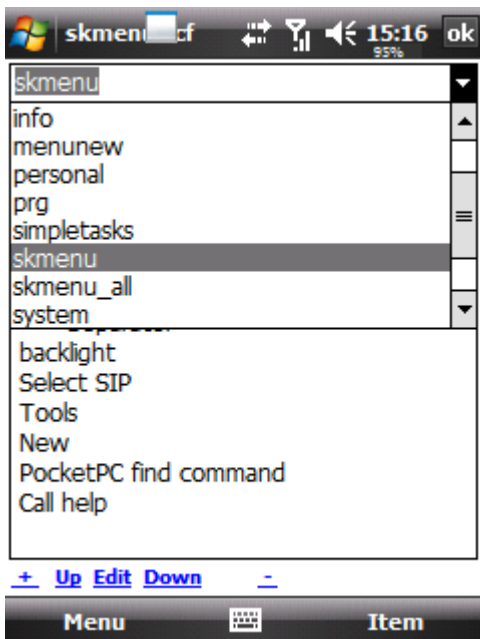 skmenu cf 15:16 ok
95%
skmenu
info
menunew
personal
prg
simpletasks
skmenu
skmenu_all
system
backlight
Select SIP
Tools
New
PocketPC find command
Call help
+ Up Edit Down -
Menu Item